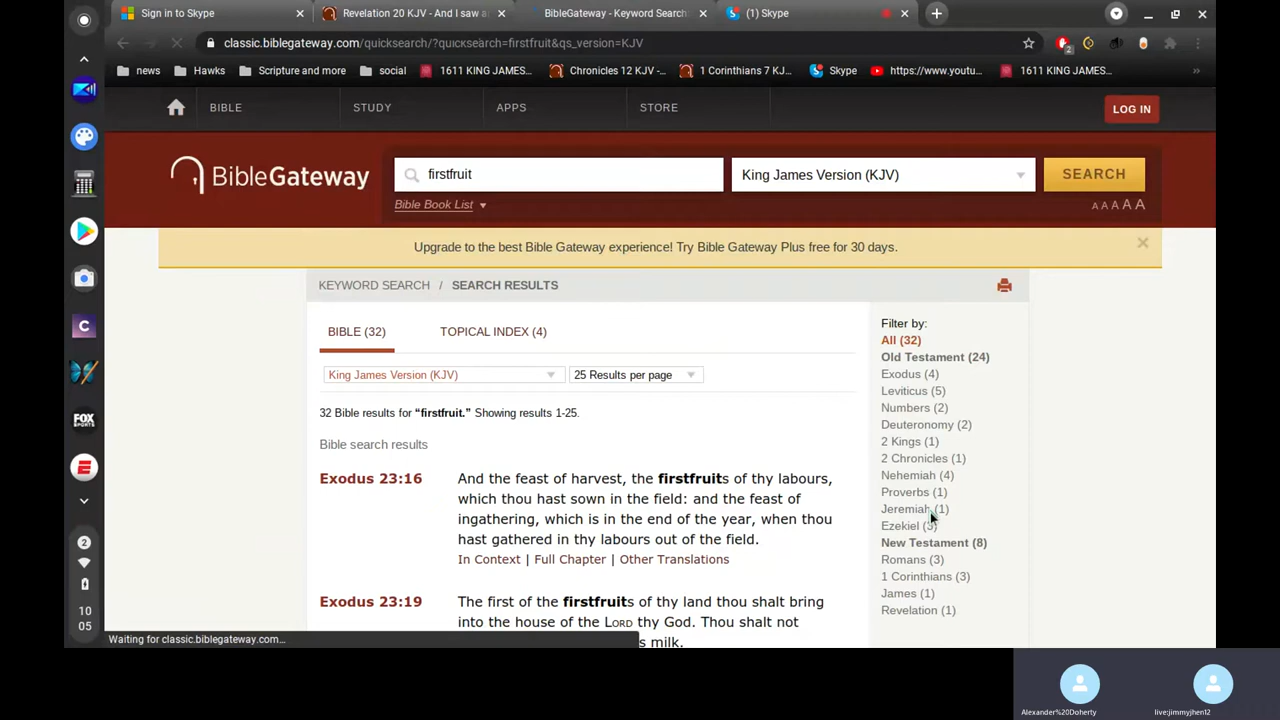 Sign in to Skype
Revelation 20 KJV - And I saw a
BibleGateway - Keyword Search:
(1) Skype
classic.biblegateway.com/quicksearch/?quicksearch=firstfruit&qs_version=KJV
2
news
Hawks
Scripture and more
social
1611 KING JAMES...
Chronicles 12 KJV -...
1 Corinthians 7 KJ...
Skype
https://www.youtu...
1611 KING JAMES...
»
BIBLE
STUDY
APPS
STORE
LOG IN
BibleGateway
firstfruit
King James Version (KJV)
SEARCH
Bible Book List
A A A A A
Upgrade to the best Bible Gateway experience! Try Bible Gateway Plus free for 30 days.
KEYWORD SEARCH / SEARCH RESULTS
BIBLE (32)
TOPICAL INDEX (4)
King James Version (KJV)
25 Results per page
32 Bible results for “firstfruit.” Showing results 1-25.
Bible search results
Exodus 23:16
And the feast of harvest, the firstfruits of thy labours,
which thou hast sown in the field: and the feast of
ingathering, which is in the end of the year, when thou
hast gathered in thy labours out of the field.
In Context | Full Chapter | Other Translations
Exodus 23:19
The first of the firstfruits of thy land thou shalt bring
into the house of the LORD thy God. Thou shalt not
s milk.
Filter by:
All (32)
Old Testament (24)
Exodus (4)
Leviticus (5)
Numbers (2)
Deuteronomy (2)
2 Kings (1)
2 Chronicles (1)
Nehemiah (4)
Proverbs (1)
Jeremiah (1)
Ezekiel (3)
New Testament (8)
Romans (3)
1 Corinthians (3)
James (1)
Revelation (1)
Waiting for classic.biblegateway.com...
C
FOX
SPORTS
E
2
10
05
Alexander%20Doherty
live:jimmyjhen12